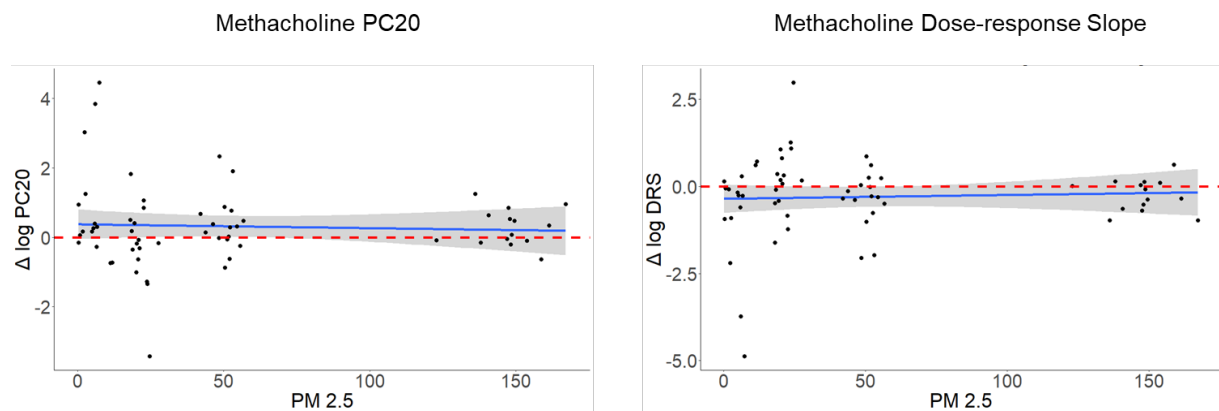 Methacholine PC20
Methacholine Dose-response Slope
Δ log PC20
4
2
0
-2
0
50
100
150
PM 2.5
Δ log DRS
2.5
0.0
-2.5
-5.0
0
50
100
150
PM 2.5